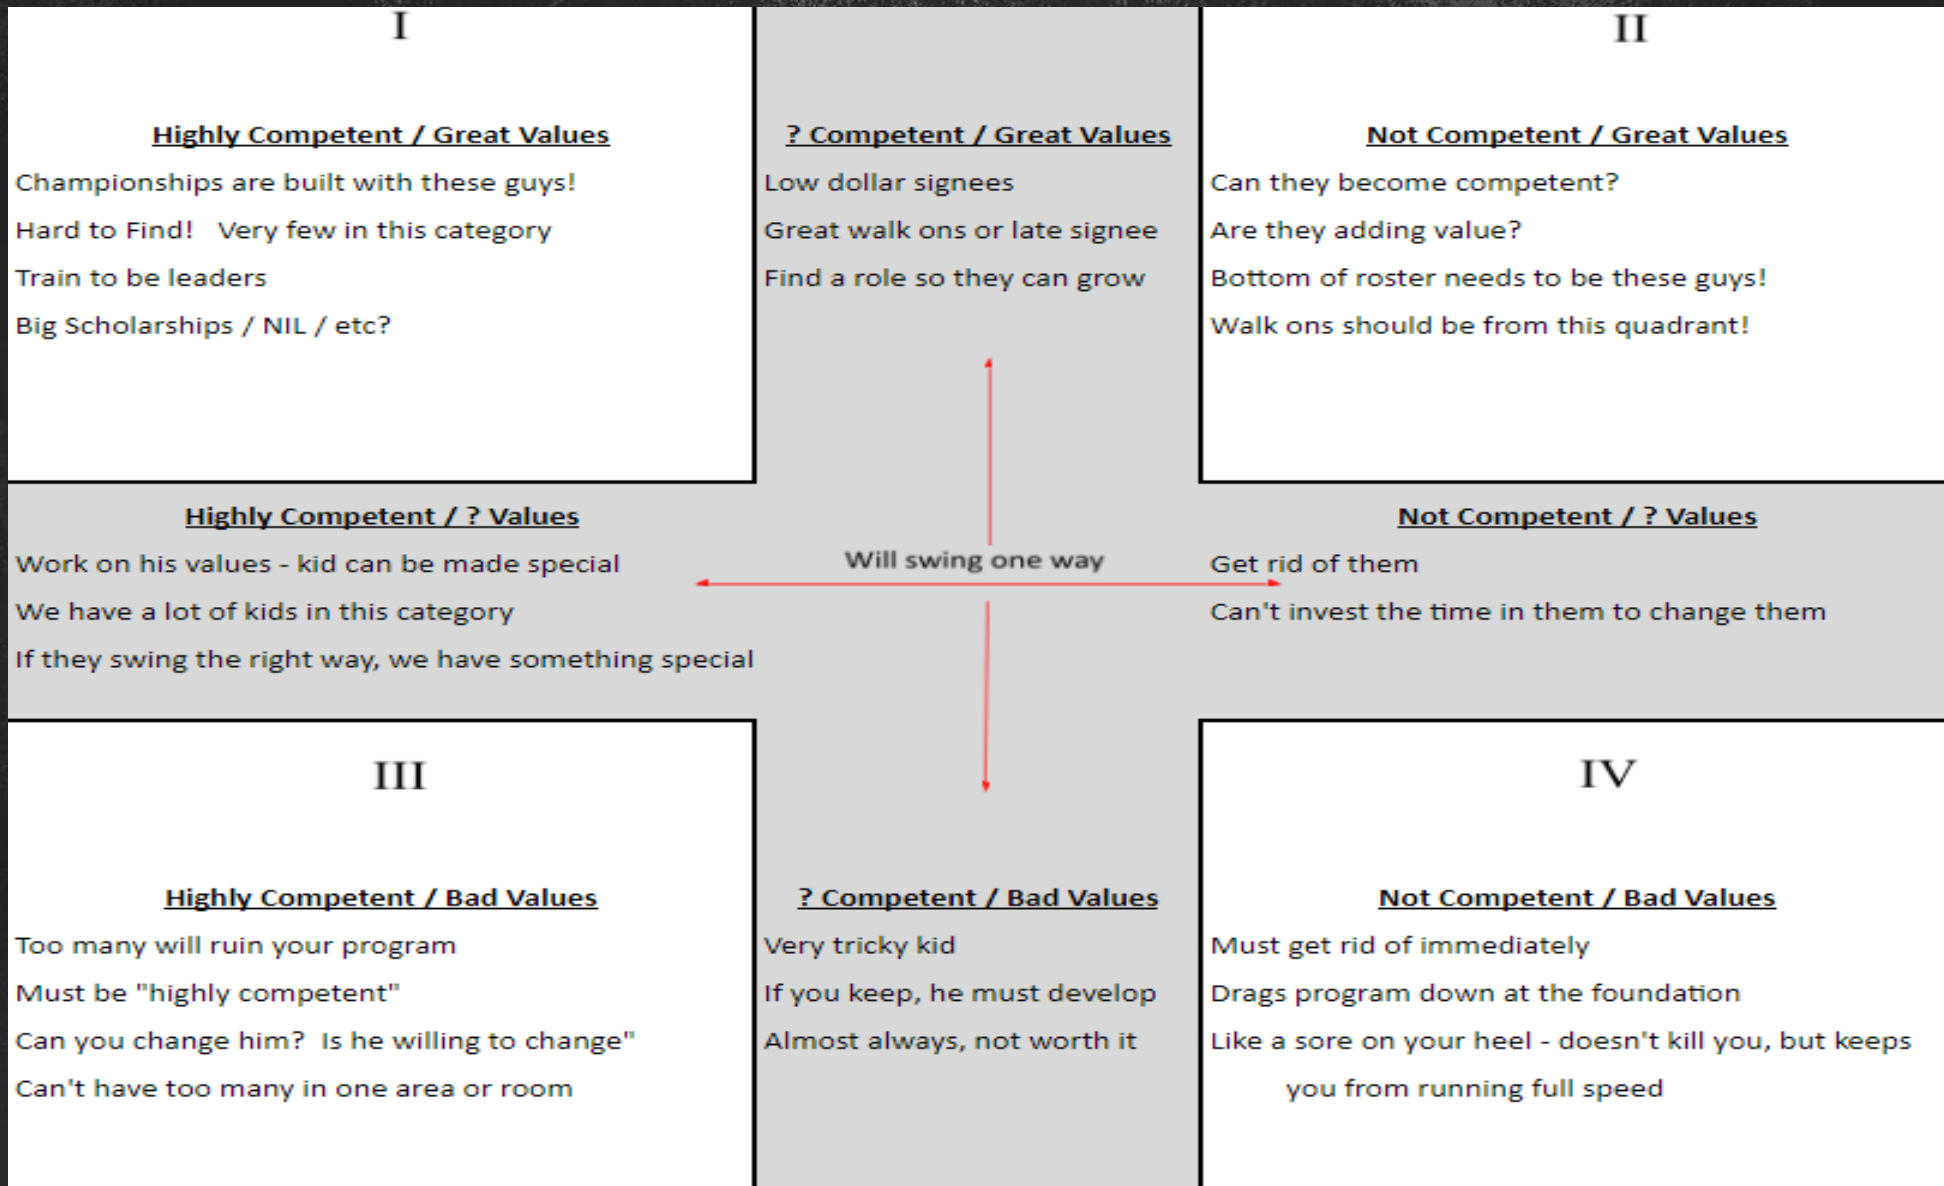 I
Highly Competent / Great Values
Championships are built with these guys!
Hard to Find!   Very few in this category
Train to be leaders
Big Scholarships / NIL / etc?
? Competent / Great Values
Low dollar signees
Great walk ons or late signee
Find a role so they can grow
II
Not Competent / Great Values
Can they become competent?
Are they adding value?
Bottom of roster needs to be these guys!
Walk ons should be from this quadrant!
Highly Competent / ? Values
Work on his values - kid can be made special
We have a lot of kids in this category
If they swing the right way, we have something special
Will swing one way
Not Competent / ? Values
Get rid of them
Can't invest the time in them to change them
III
Highly Competent / Bad Values
Too many will ruin your program
Must be "highly competent"
Can you change him?  Is he willing to change"
Can't have too many in one area or room
? Competent / Bad Values
Very tricky kid
If you keep, he must develop
Almost always, not worth it
IV
Not Competent / Bad Values
Must get rid of immediately
Drags program down at the foundation
Like a sore on your heel - doesn't kill you, but keeps
you from running full speed